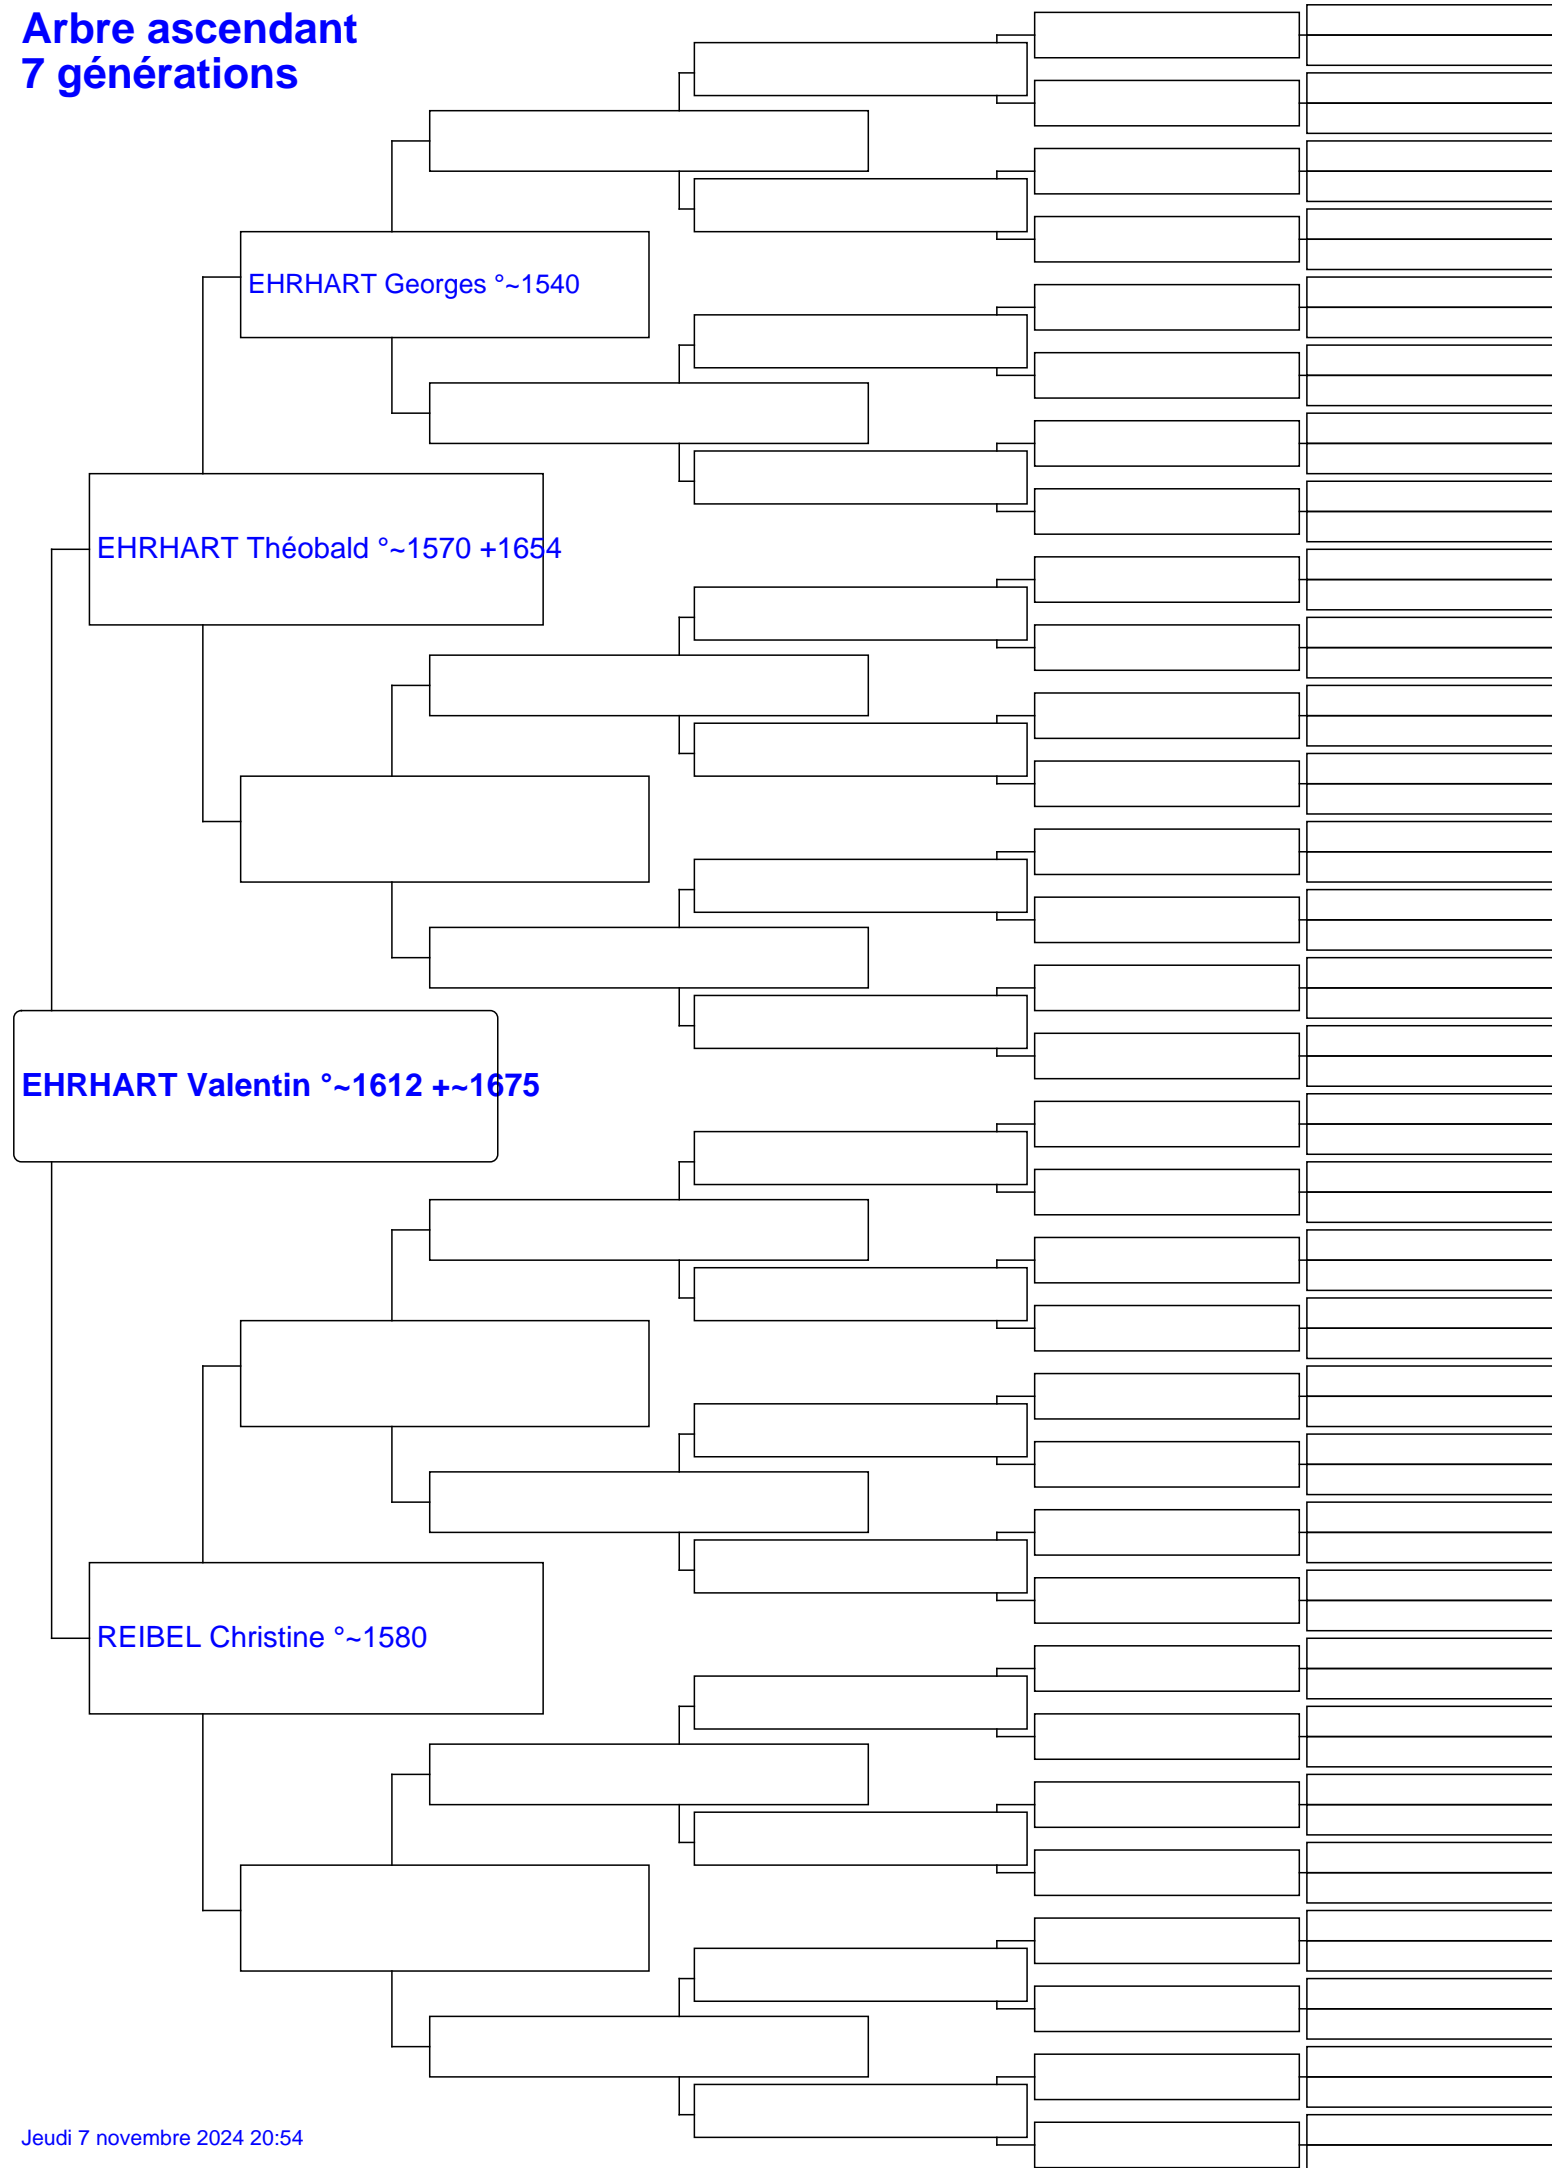 Arbre ascendant
7 générations
EHRHART Georges °~1540
EHRHART Théobald °~1570 +1654
EHRHART Valentin °~1612 +~1675
REIBEL Christine °~1580
Jeudi 7 novembre 2024 20:54